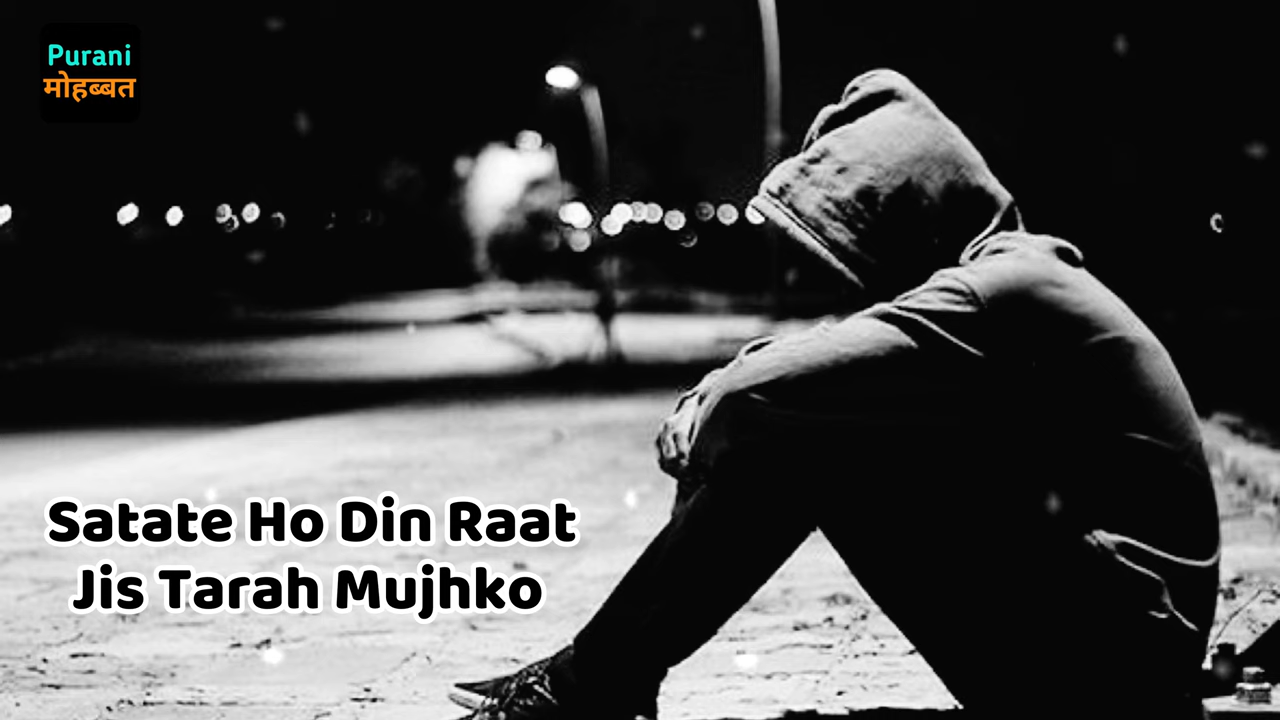 Purani
मोहब्बत
Satate Ho Din Raat
Jis Tarah Mujhko